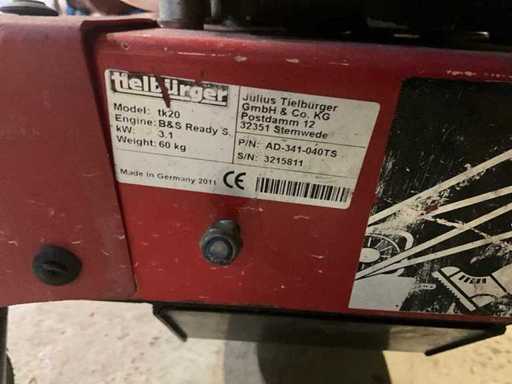 tielbürger
Model: tk20
Engine: B&S Ready S.
kW: 3,1
Weight: 60 kg
Made in Germany 2011 CE
Julius Tielbürger
GmbH & Co. KG
Postdamm 12
32351 Stemwede
P/N: AD-341-040TS
S/N: 3215811